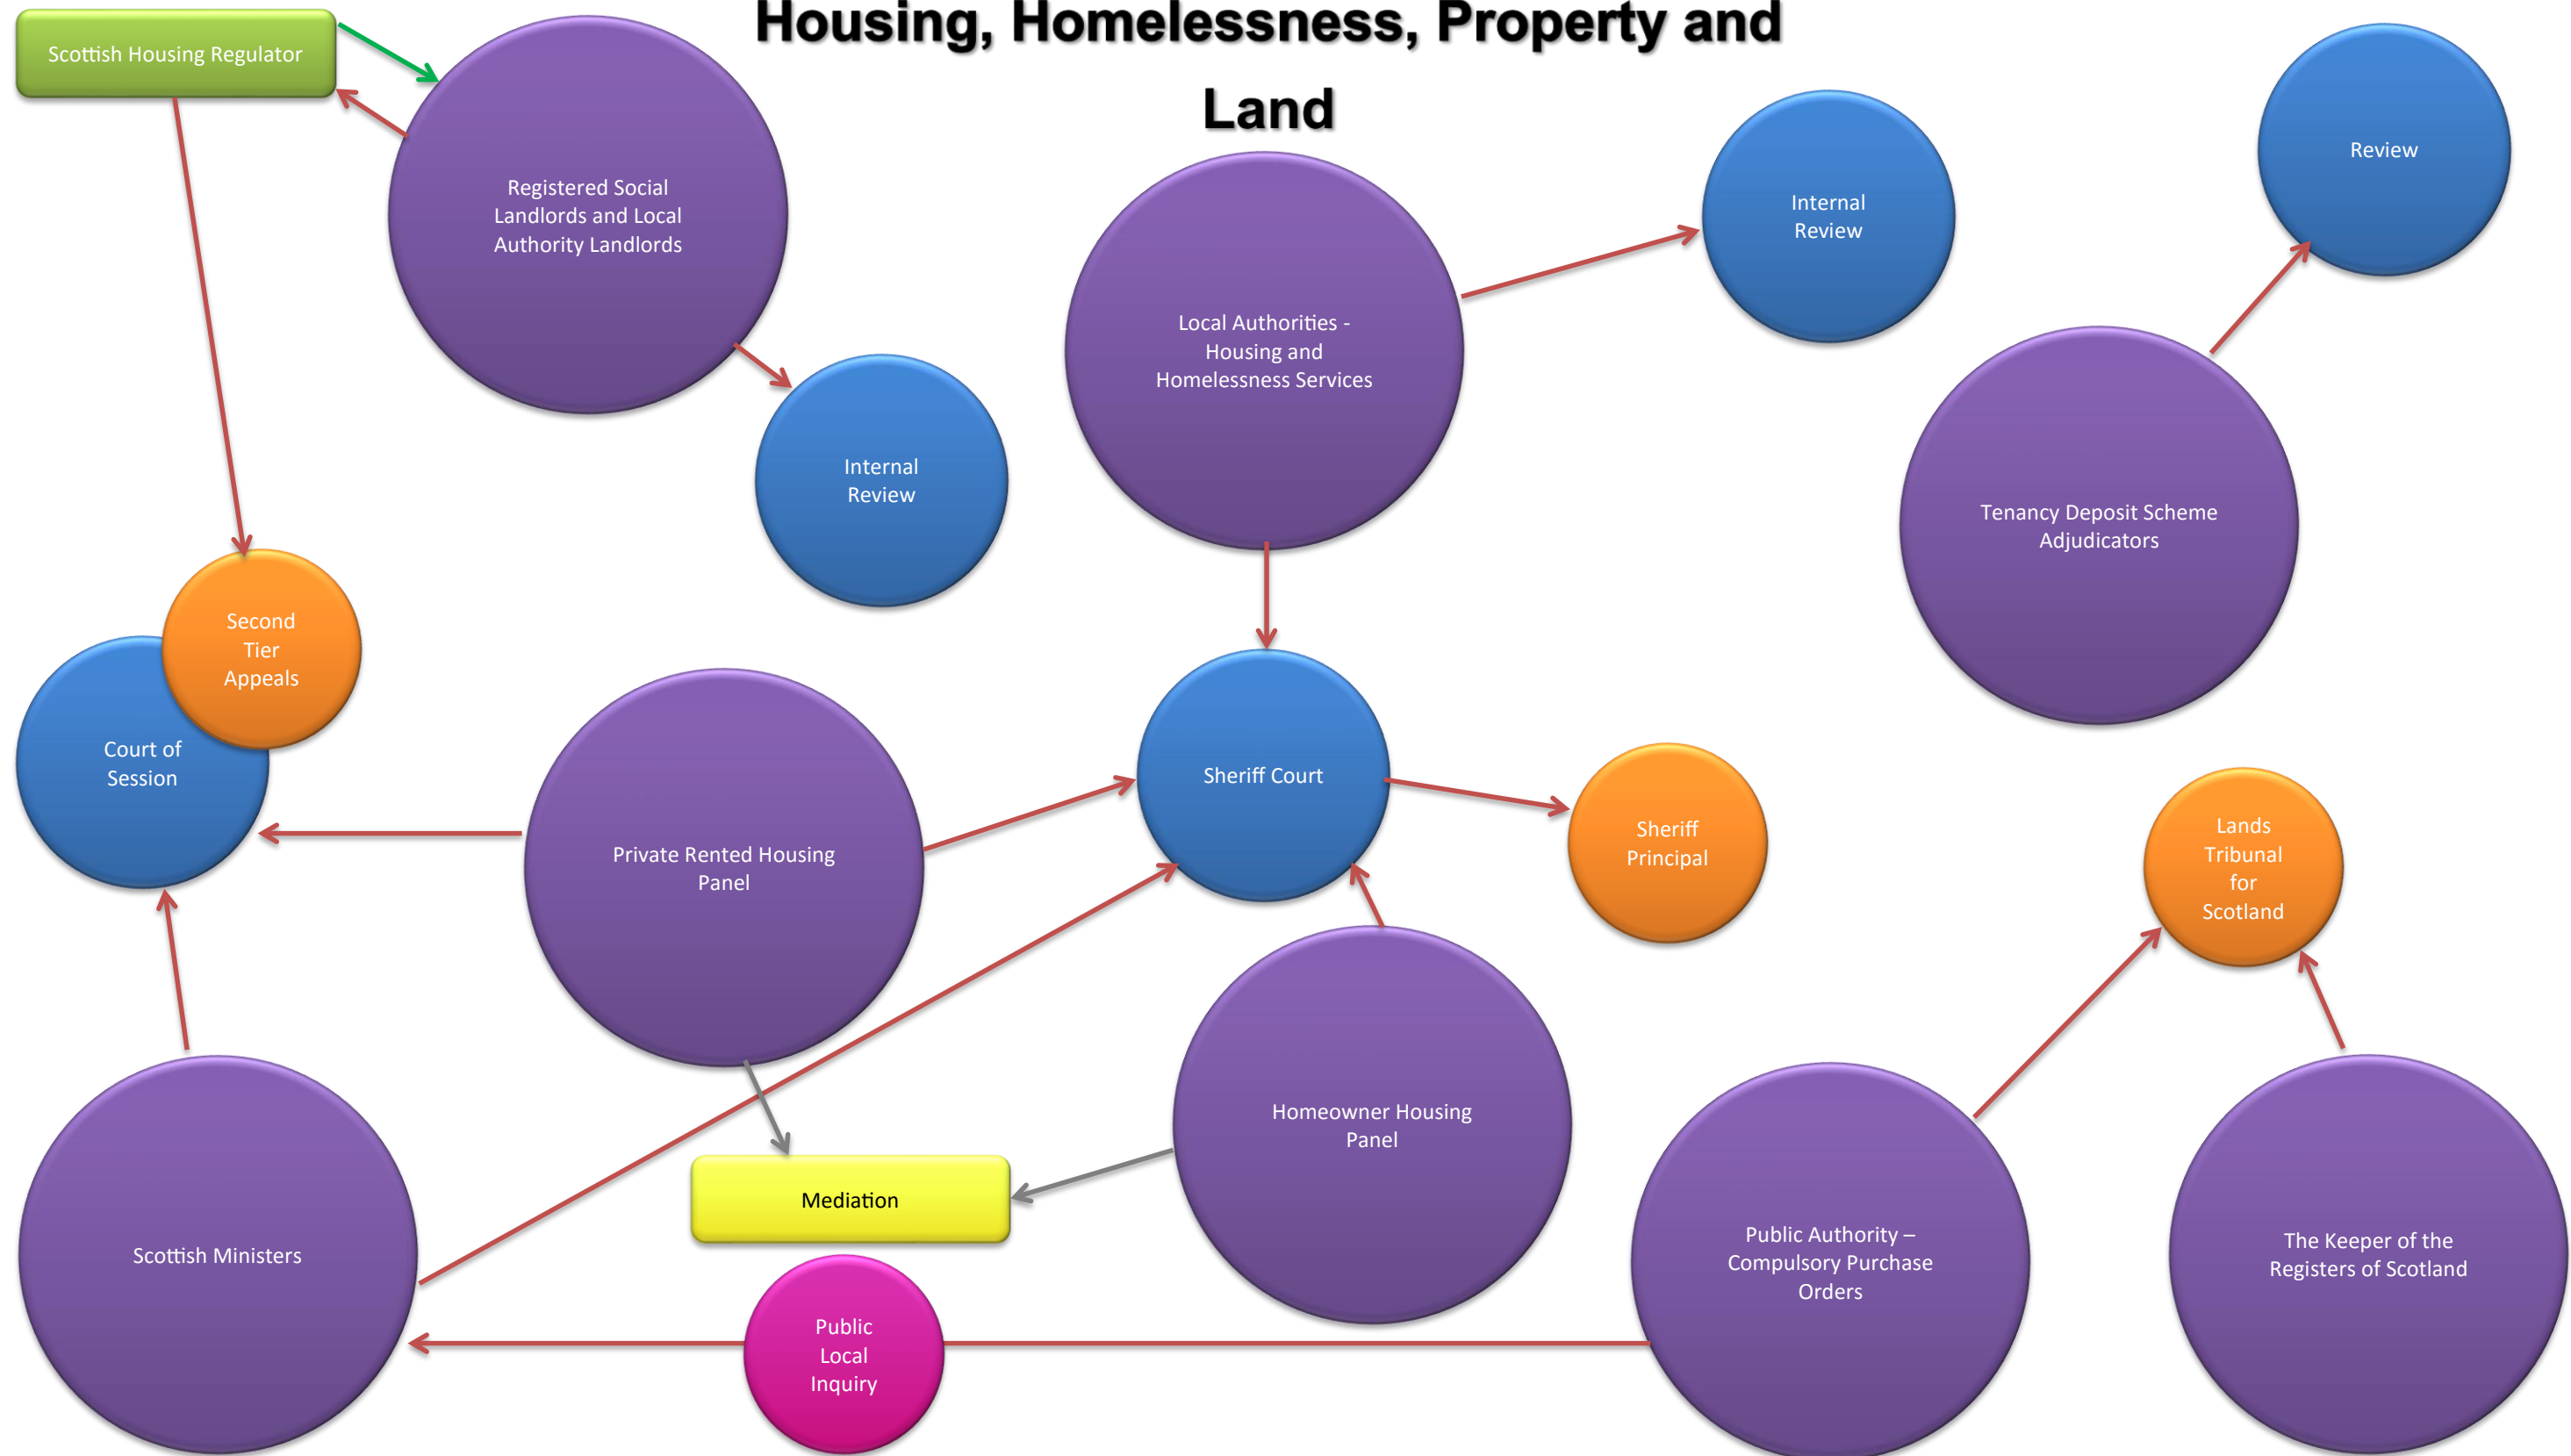 Housing, Homelessness, Property and
Land
Scottish Housing Regulator
Registered Social
Landlords and Local
Authority Landlords
Internal
Review
Review
Local Authorities -
Housing and
Homelessness Services
Internal
Review
Tenancy Deposit Scheme
Adjudicators
Second
Tier
Appeals
Court of
Session
Sheriff Court
Private Rented Housing
Panel
Sheriff
Principal
Lands
Tribunal
for
Scotland
Homeowner Housing
Panel
Mediation
Scottish Ministers
Public Authority –
Compulsory Purchase
Orders
The Keeper of the
Registers of Scotland
Public
Local
Inquiry